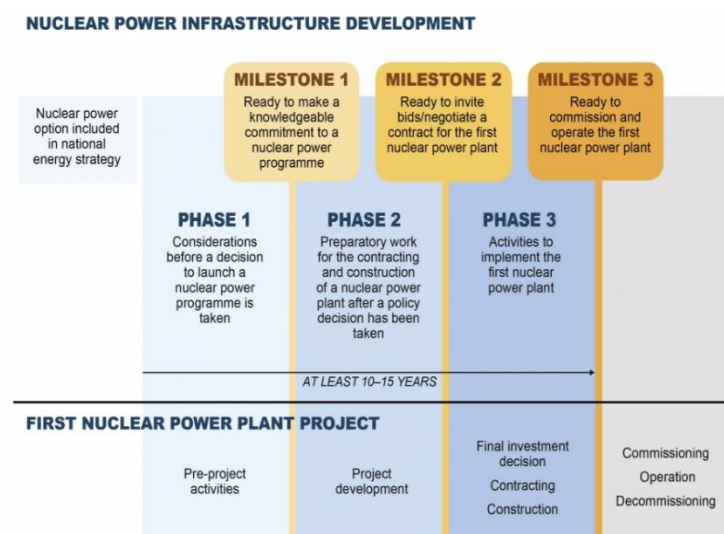 NUCLEAR POWER INFRASTRUCTURE DEVELOPMENT
Nuclear power
option included
in national
energy strategy
MILESTONE 1
Ready to make a
knowledgeable
commitment to a
nuclear power
programme
MILESTONE 2
Ready to invite
bids/negotiate a
contract for the first
nuclear power plant
MILESTONE 3
Ready to
commission and
operate the first
nuclear power plant
PHASE 1
Considerations
before a decision
to launch a
nuclear power
programme is
taken
PHASE 2
Preparatory work
for the contracting
and construction
of a nuclear power
plant after a policy
decision has been
taken
PHASE 3
Activities to
implement the
first nuclear
power plant
AT LEAST 10–15 YEARS
FIRST NUCLEAR POWER PLANT PROJECT
Pre-project
activities
Project
development
Final investment
decision
Contracting
Construction
Commissioning
Operation
Decommissioning